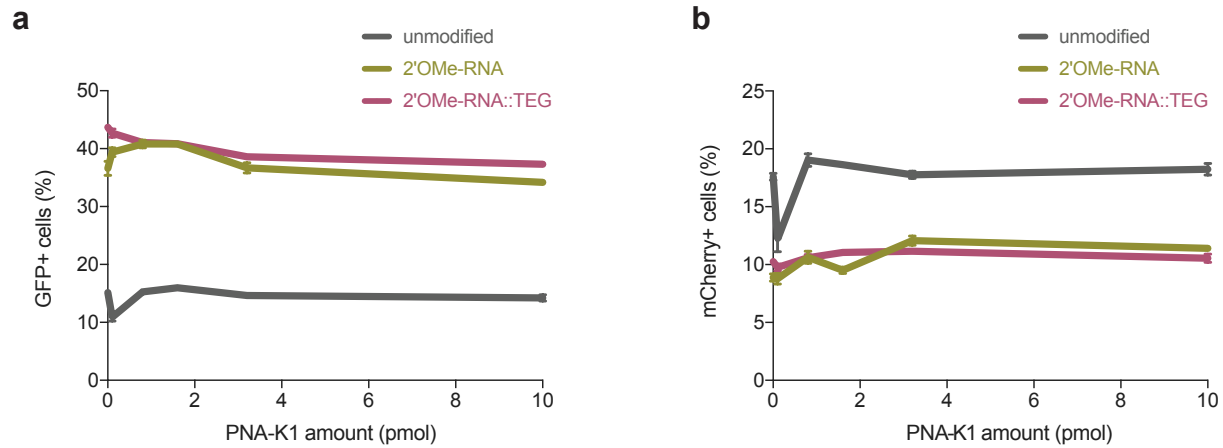 a
unmodified
2'OMe-RNA
2'OMe-RNA::TEG
GFP+ cells (%)
50
40
30
20
10
0
0 2 4 6 8 10
PNA-K1 amount (pmol)
b
unmodified
2'OMe-RNA
2'OMe-RNA::TEG
mCherry+ cells (%)
25
20
15
10
5
0
0 2 4 6 8 10
PNA-K1 amount (pmol)